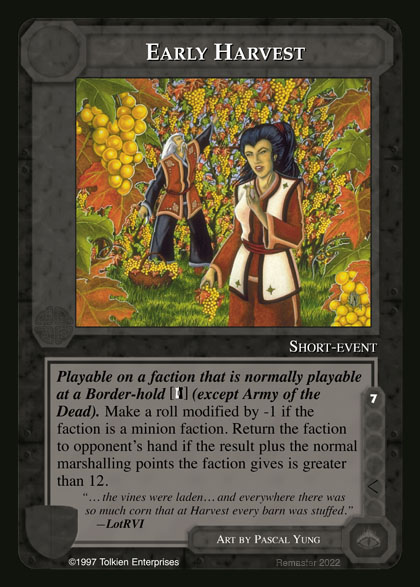 EARLY HARVEST
SHORT-EVENT
Playable on a faction that is normally playable
at a Border-hold [] (except Army of the
Dead). Make a roll modified by -1 if the
faction is a minion faction. Return the faction
to opponent's hand if the result plus the normal
marshalling points the faction gives is greater
than 12.
7
“…the vines were laden…and everywhere there was
so much corn that at Harvest every barn was stuffed.”
–LotRVI
ART BY PASCAL YUNG
©1997 Tolkien Enterprises
Remaster 2022